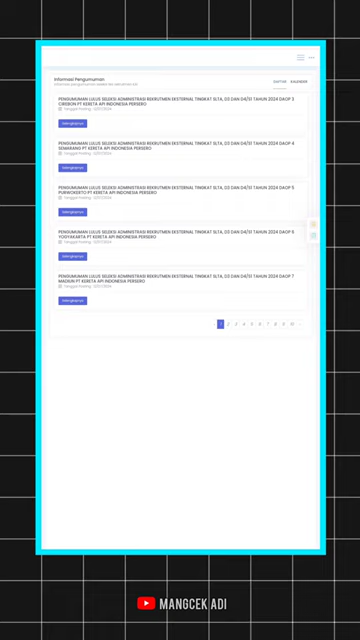 Informasi Pengumuman
DAFTAR KALENDER
PENGUMUMAN LULUS SELEKSI ADMINISTRASI REKRUTMEN EKSTERNAL TINGKAT SLTA, D3 DAN D4/S1 TAHUN 2024 DAOP 3
CIREBON PT KERETA API INDONESIA PERSERO
Selengkapnya
PENGUMUMAN LULUS SELEKSI ADMINISTRASI REKRUTMEN EKSTERNAL TINGKAT SLTA, D3 DAN D4/S1 TAHUN 2024 DAOP 4
SEMARANG PT KERETA API INDONESIA PERSERO
Selengkapnya
PENGUMUMAN LULUS SELEKSI ADMINISTRASI REKRUTMEN EKSTERNAL TINGKAT SLTA, D3 DAN D4/S1 TAHUN 2024 DAOP 5
PURWOKERTO PT KERETA API INDONESIA PERSERO
Selengkapnya
PENGUMUMAN LULUS SELEKSI ADMINISTRASI REKRUTMEN EKSTERNAL TINGKAT SLTA, D3 DAN D4/S1 TAHUN 2024 DAOP 6
YOGYAKARTA PT KERETA API INDONESIA PERSERO
Selengkapnya
PENGUMUMAN LULUS SELEKSI ADMINISTRASI REKRUTMEN EKSTERNAL TINGKAT SLTA, D3 DAN D4/S1 TAHUN 2024 DAOP 7
MADIUN PT KERETA API INDONESIA PERSERO
Selengkapnya
1 2 3 4 5 6 7 8 9 10
MANGCEK ADI